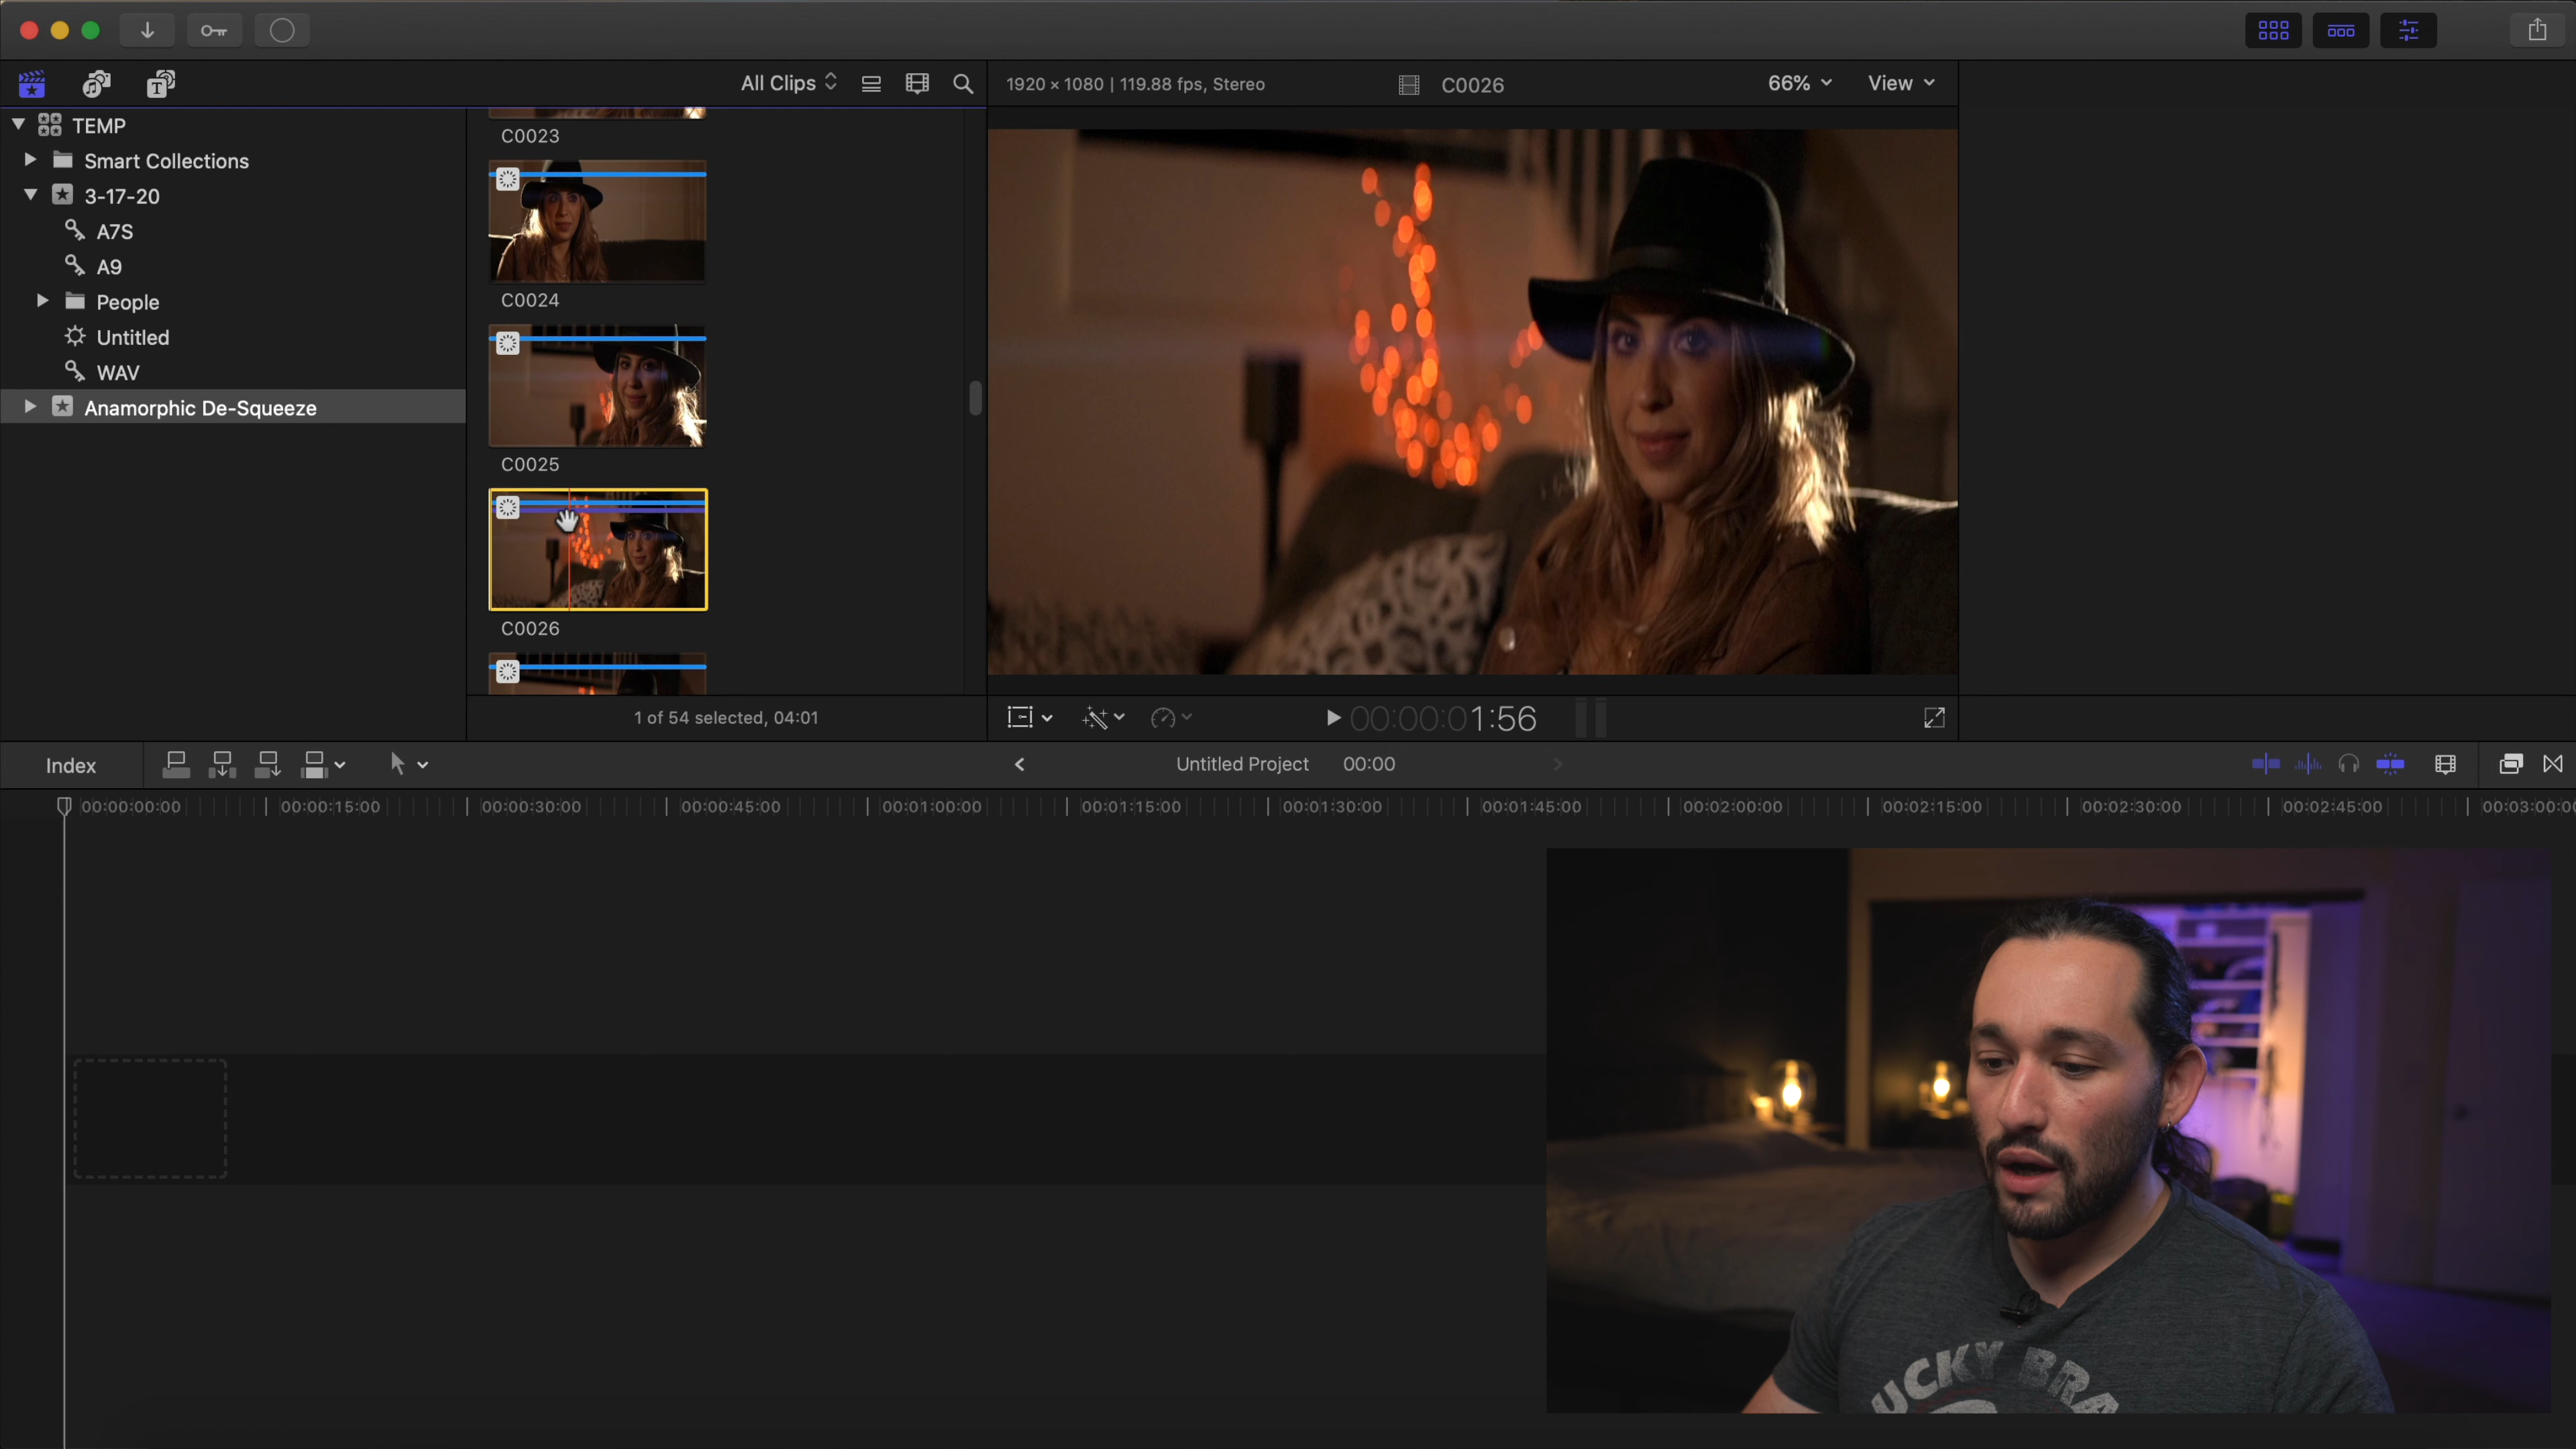 All Clips
1920 × 1080 | 119.88 fps, Stereo
C0026
66%
View
TEMP
Smart Collections
3-17-20
A7S
A9
People
Untitled
WAV
Anamorphic De-Squeeze
C0023
C0024
C0025
C0026
1 of 54 selected, 04:01
00:00:01:56
Index
Untitled Project
00:00
00:00:00:00
00:00:15:00
00:00:30:00
00:00:45:00
00:01:00:00
00:01:15:00
00:01:30:00
00:01:45:00
00:02:00:00
00:02:15:00
00:02:30:00
00:02:45:00
00:03:00:00
UCKY BRA